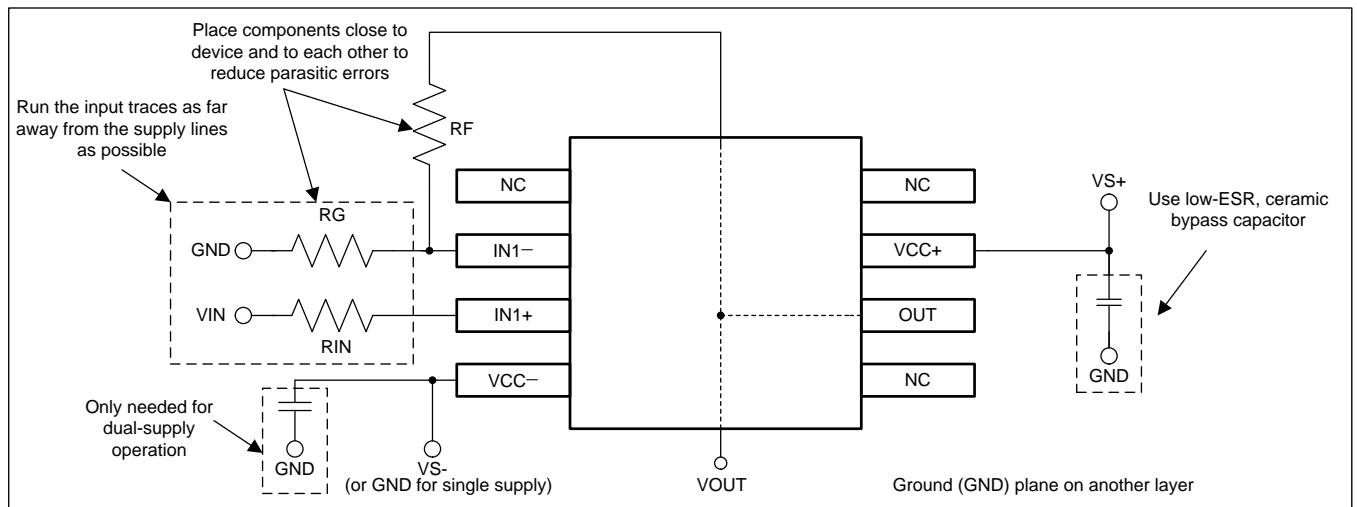 Place components close to
device and to each other to
reduce parasitic errors
Run the input traces as far
away from the supply lines
as possible
RF
NC
NC
VS+
Use low-ESR, ceramic
bypass capacitor
RG
GND
IN1−
VCC+
VIN
IN1+
OUT
RIN
GND
VCC−
NC
Only needed for
dual-supply
operation
GND
VS-
(or GND for single supply)
VOUT
Ground (GND) plane on another layer